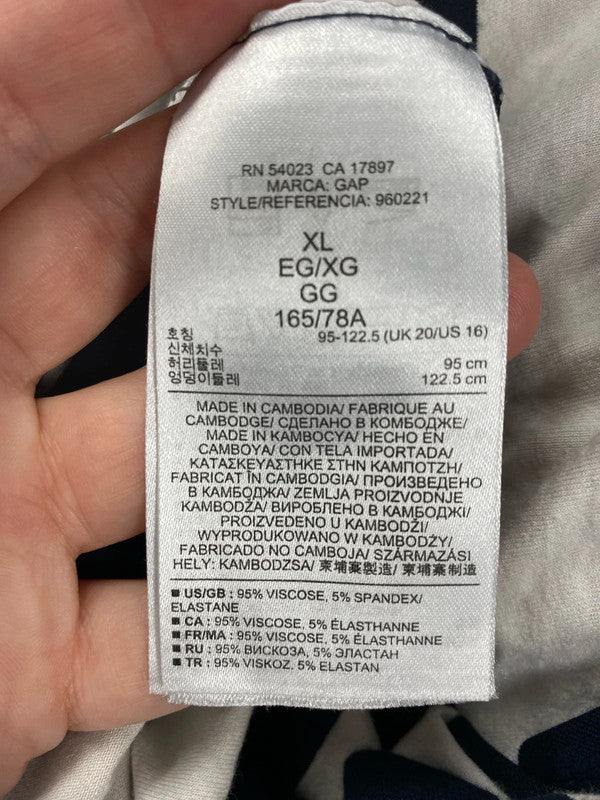 RN 54023 CA 17897
MARCA: GAP
STYLE/REFERENCIA: 960221
XL
EG/XG
GG
165/78A
호칭 95-122.5 (UK 20/US 16)
신체치수
허리둘레 95 cm
엉덩이둘레 122.5 cm
MADE IN CAMBODIA/ FABRIQUE AU
CAMBODGE/ СДЕЛАНО В КОМБОДЖЕ/
MADE IN KAMBOCYA/ HECHO EN
CAMBOYA/ CON TELA IMPORTADA/
ΚΑΤΑΣΚΕΥΑΣΤΗΚΕ ΣΤΗΝ ΚΑΜΠΟΤΖΗ/
FABRICAT ÎN CAMBODGIA/ ПРОИЗВЕДЕНО
В КАМБОДЖА/ ZEMLJA PROIZVODNJE
KAMBODŽA/ ВИРОБЛЕНО В КАМБОДЖІ/
PROIZVEDENO U KAMBODŽI/
WYPRODUKOWANO W KAMBODŻY/
FABRICADO NO CAMBOJA/ SZÁRMAZÁSI
HELY: KAMBODZSA/ 柬埔寨製造/ 柬埔寨制造
■ US/GB : 95% VISCOSE, 5% SPANDEX/
ELASTANE
■ CA : 95% VISCOSE, 5% ÉLASTHANNE
■ FR/MA : 95% VISCOSE, 5% ÉLASTHANNE
■ RU : 95% ВИСКОЗА, 5% ЭЛАСТАН
■ TR : 95% VISKOZ, 5% ELASTAN